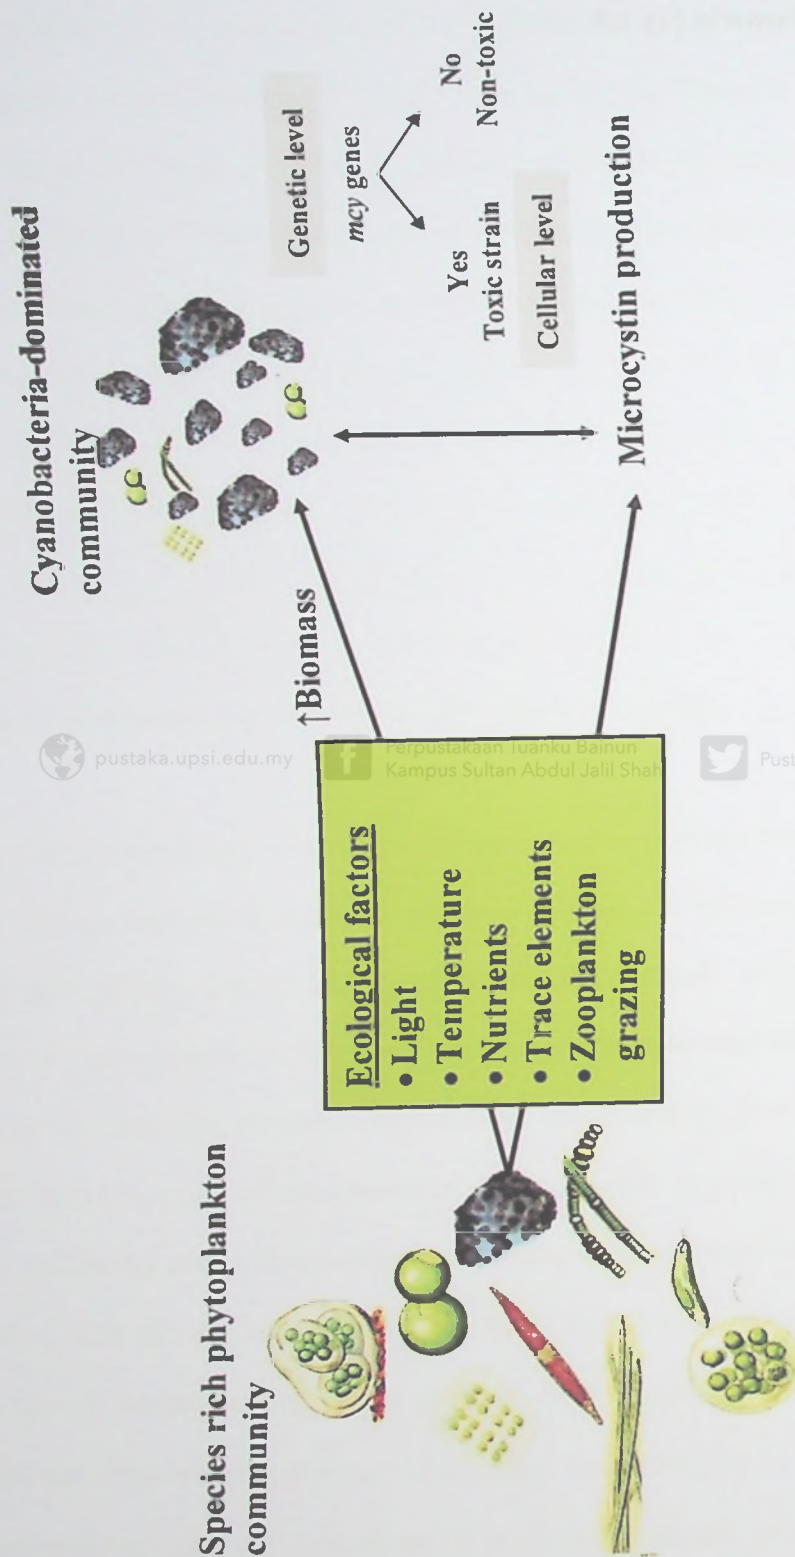 Species rich phytoplankton
community
Ecological factors
• Light
• Temperature
• Nutrients
• Trace elements
• Zooplankton
grazing
↑Biomass
Cyanobacteria-dominated
community
Genetic level
mcy genes
Yes
Toxic strain
No
Non-toxic
Cellular level
Microcystin production
pustaka.upsi.edu.my
Perpustakaan Tuanku Bainun
Kampus Sultan Abdul Jalil Shah
Pust